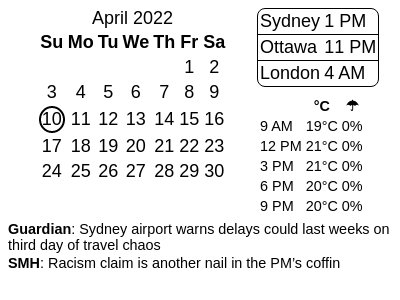 April 2022
Su Mo Tu We Th Fr Sa
1 2
3 4 5 6 7 8 9
10 11 12 13 14 15 16
17 18 19 20 21 22 23
24 25 26 27 28 29 30
Sydney 1 PM
Ottawa 11 PM
London 4 AM
°C ☂
9 AM 19°C 0%
12 PM 21°C 0%
3 PM 21°C 0%
6 PM 20°C 0%
9 PM 20°C 0%
Guardian: Sydney airport warns delays could last weeks on
third day of travel chaos
SMH: Racism claim is another nail in the PM's coffin